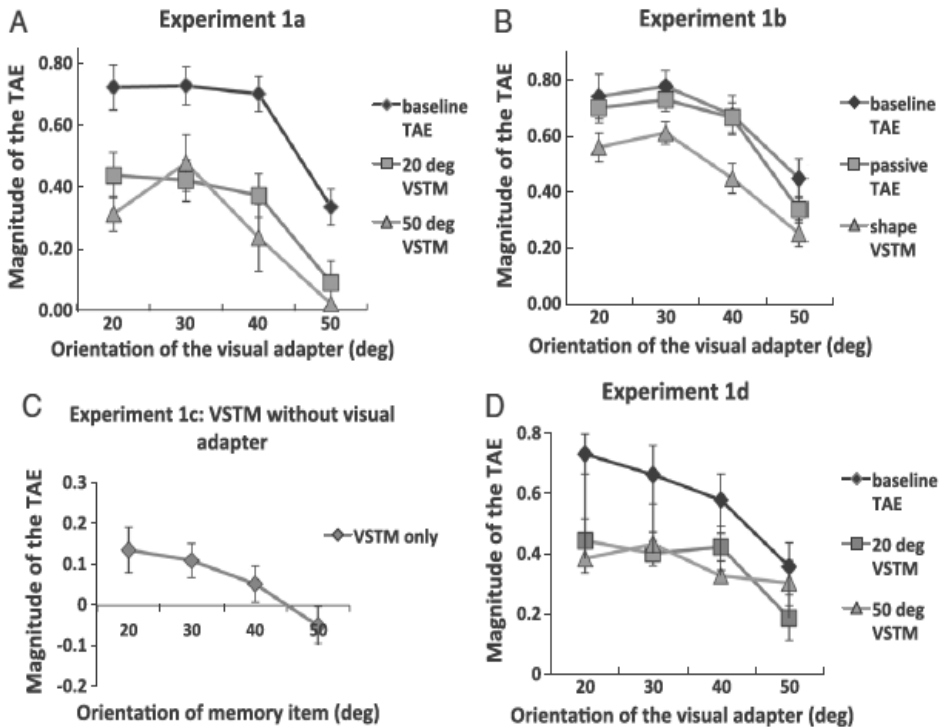 A
Experiment 1a
Magnitude of the TAE
0.80
0.60
0.40
0.20
0.00
20 30 40 50
Orientation of the visual adapter (deg)
baseline
TAE
20 deg
VSTM
50 deg
VSTM
B
Experiment 1b
Magnitude of the TAE
0.80
0.60
0.40
0.20
0.00
20 30 40 50
Orientation of the visual adapter (deg)
baseline
TAE
passive
TAE
shape
VSTM
C
Experiment 1c: VSTM without visual
adapter
Magnitude of the TAE
0.3
0.2
0.1
0
-0.1
-0.2
20 30 40 50
Orientation of memory item (deg)
VSTM only
D
Experiment 1d
Magnitude of the TAE
0.8
0.6
0.4
0.2
0
20 30 40 50
Orientation of the visual adapter (deg)
baseline
TAE
20 deg
VSTM
50 deg
VSTM